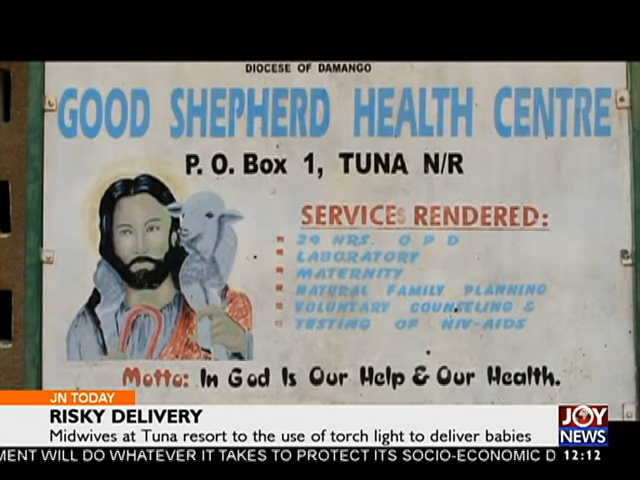 DIOCESE OF DAMANGO
GOOD SHEPHERD HEALTH CENTRE
P. O. Box 1, TUNA N/R
SERVICES RENDERED:
24 HRS. O P D
LABORATORY
MATERNITY
NATURAL FAMILY PLANNING
VOLUNTARY COUNSELING &
TESTING OF HIV-AIDS
Motto: In God Is Our Help & Our Health.
JN TODAY
RISKY DELIVERY
Midwives at Tuna resort to the use of torch light to deliver babies
JOY
NEWS
MENT WILL DO WHATEVER IT TAKES TO PROTECT ITS SOCIO-ECONOMIC D
12:12